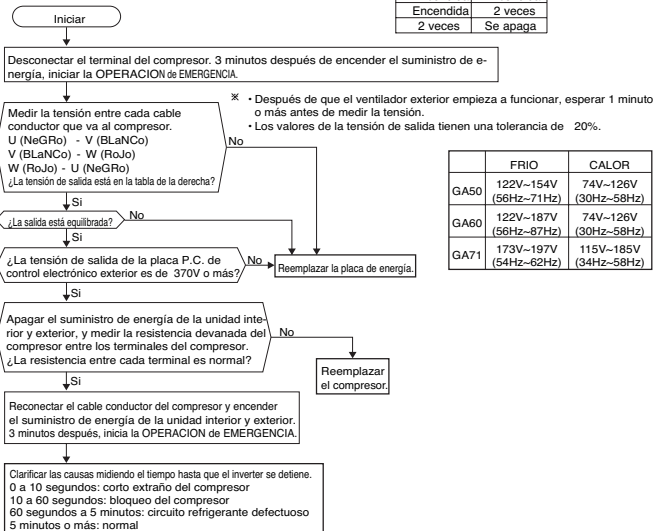 Encendida 2 veces
2 veces Se apaga
Iniciar
Desconectar el terminal del compresor. 3 minutos después de encender el suministro de e-
nergía, iniciar la OPERACION de EMERGENCIA.
※ • Después de que el ventilador exterior empieza a funcionar, esperar 1 minuto
o más antes de medir la tensión.
• Los valores de la tensión de salida tienen una tolerancia de 20%.
Medir la tensión entre cada cable
conductor que va al compresor.
U (NeGRo) - V (BLaNCo)
V (BLaNCo) - W (RoJo)
W (RoJo) - U (NeGRo)
¿La tensión de salida está en la tabla de la derecha?
No
Si
FRIO CALOR
GA50 122V~154V (56Hz~71Hz) 74V~126V (30Hz~58Hz)
GA60 122V~187V (56Hz~87Hz) 74V~126V (30Hz~58Hz)
GA71 173V~197V (54Hz~62Hz) 115V~185V (34Hz~58Hz)
¿La salida está equilibrada?
No
Si
¿La tensión de salida de la placa P.C. de
control electrónico exterior es de 370V o más?
No
Reemplazar la placa de energía.
Si
Apagar el suministro de energía de la unidad inte-
rior y exterior, y medir la resistencia devanada del
compresor entre los terminales del compresor.
¿La resistencia entre cada terminal es normal?
No
Reemplazar
el compresor.
Si
Reconectar el cable conductor del compresor y encender
el suministro de energía de la unidad interior y exterior.
3 minutos después, inicia la OPERACION de EMERGENCIA.
Clarificar las causas midiendo el tiempo hasta que el inverter se detiene.
0 a 10 segundos: corto extraño del compresor
10 a 60 segundos: bloqueo del compresor
60 segundos a 5 minutos: circuito refrigerante defectuoso
5 minutos o más: normal